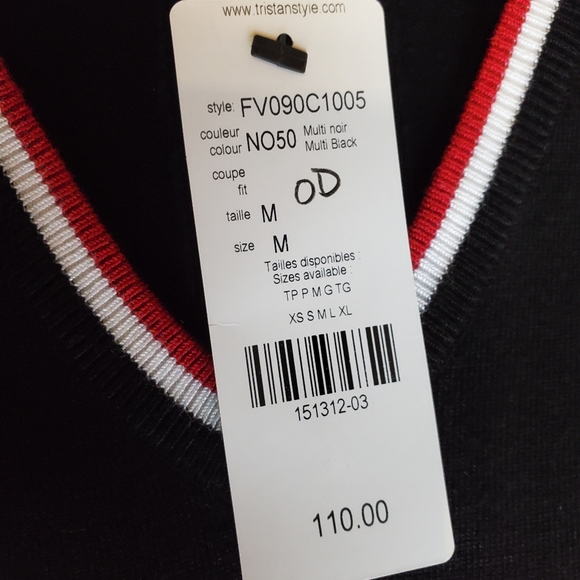 www.tristanstyle.com
style: FV090C1005
couleur
colour NO50 Multi noir
Multi Black
coupe
fit
OD
taille M
size M
Tailles disponibles :
Sizes available :
TP P M G TG
XS S M L XL
151312-03
110.00